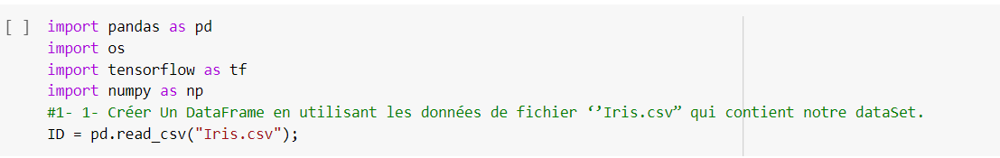 [ ] import pandas as pd
import os
import tensorflow as tf
import numpy as np
#1- 1- Créer Un DataFrame en utilisant les données de fichier ‘’Iris.csv” qui contient notre dataSet.
ID = pd.read_csv("Iris.csv");